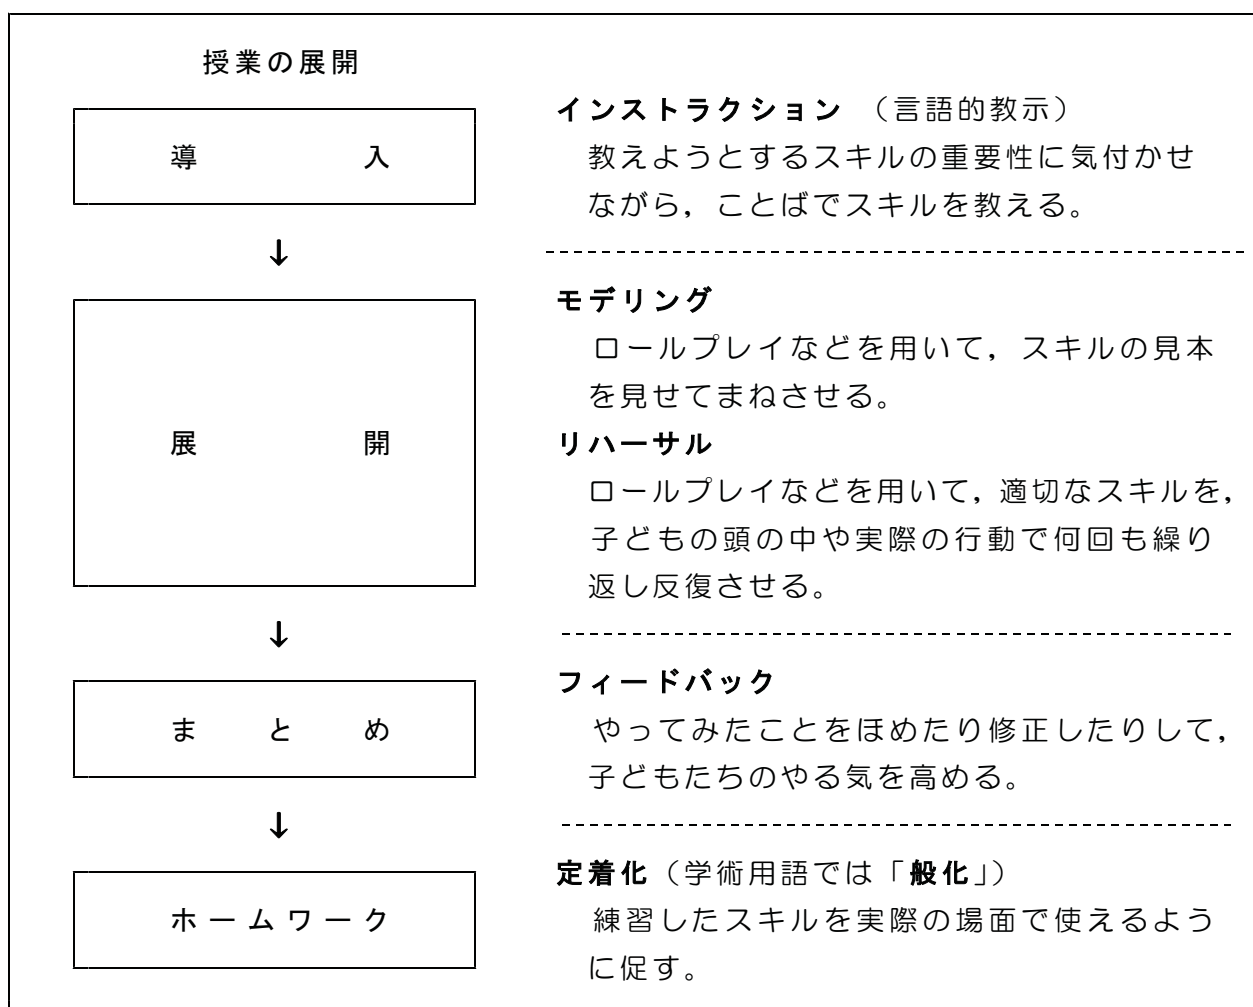 授業の展開
導入
インストラクション （言語的教示）
教えようとするスキルの重要性に気付かせ
ながら，ことばでスキルを教える。
↓
展開
モデリング
ロールプレイなどを用いて，スキルの見本
を見せてまねさせる。
リハーサル
ロールプレイなどを用いて，適切なスキルを，
子どもの頭の中や実際の行動で何回も繰り
返し反復させる。
↓
まとめ
フィードバック
やってみたことをほめたり修正したりして，
子どもたちのやる気を高める。
↓
ホームワーク
定着化（学術用語では「般化」）
練習したスキルを実際の場面で使えるよう
に促す。